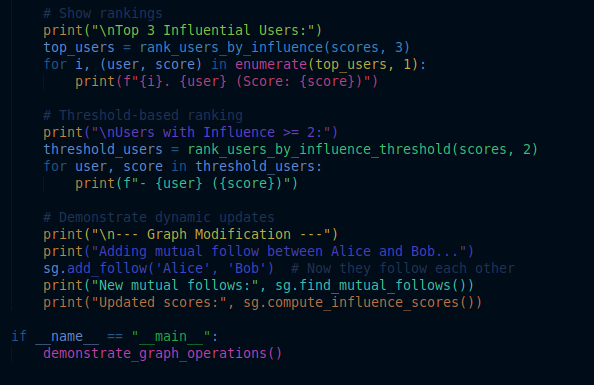 # Show rankings
print("\nTop 3 Influential Users:")
top_users = rank_users_by_influence(scores, 3)
for i, (user, score) in enumerate(top_users, 1):
print(f"{i}. {user} (Score: {score})")
# Threshold-based ranking
print("\nUsers with Influence >= 2:")
threshold_users = rank_users_by_influence_threshold(scores, 2)
for user, score in threshold_users:
print(f"- {user} ({score})")
# Demonstrate dynamic updates
print("\n--- Graph Modification ---")
print("Adding mutual follow between Alice and Bob...")
sg.add_follow('Alice', 'Bob')  # Now they follow each other
print("New mutual follows:", sg.find_mutual_follows())
print("Updated scores:", sg.compute_influence_scores())
if __name__ == "__main__":
demonstrate_graph_operations()